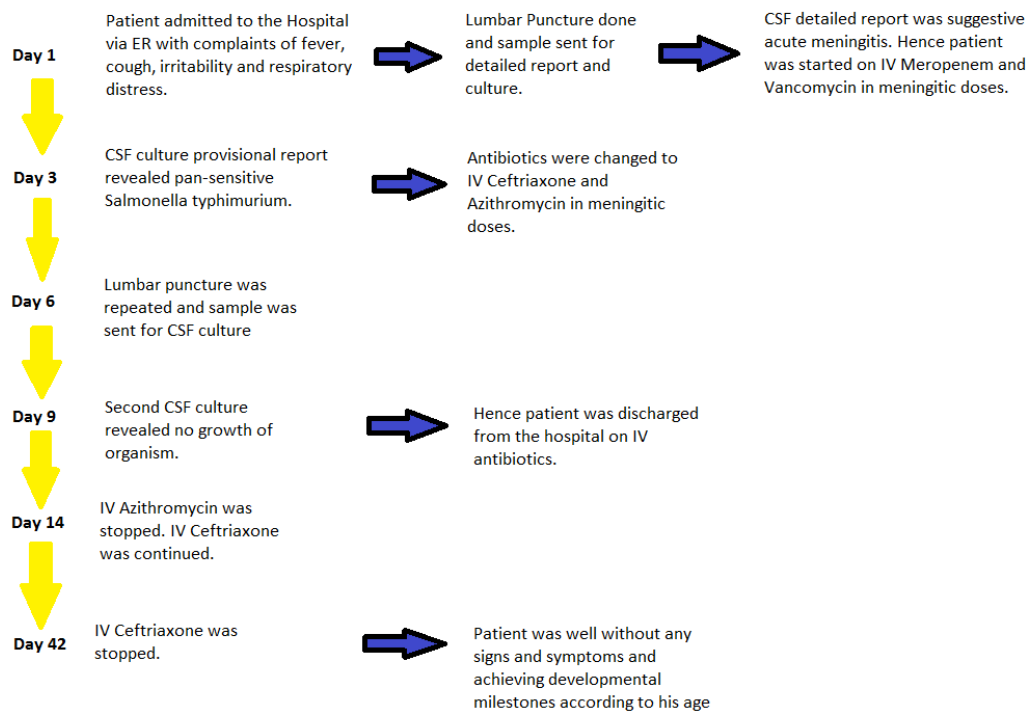 Day 1
Patient admitted to the Hospital
via ER with complaints of fever,
cough, irritability and respiratory
distress.
Lumbar Puncture done
and sample sent for
detailed report and
culture.
CSF detailed report was suggestive
acute meningitis. Hence patient
was started on IV Meropenem and
Vancomycin in meningitic doses.
Day 3
CSF culture provisional report
revealed pan-sensitive
Salmonella typhimurium.
Antibiotics were changed to
IV Ceftriaxone and
Azithromycin in meningitic
doses.
Day 6
Lumbar puncture was
repeated and sample was
sent for CSF culture
Day 9
Second CSF culture
revealed no growth of
organism.
Hence patient was discharged
from the hospital on IV
antibiotics.
Day 14
IV Azithromycin was
stopped. IV Ceftriaxone
was continued.
Day 42
IV Ceftriaxone was
stopped.
Patient was well without any
signs and symptoms and
achieving developmental
milestones according to his age